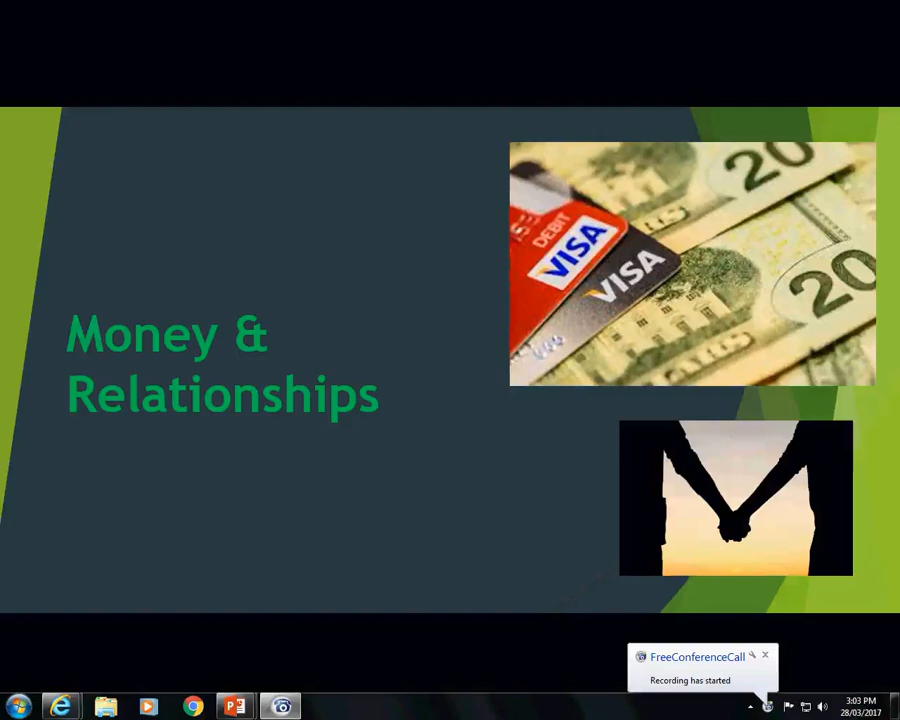 Money &
Relationships
DEBIT
VISA
VISA
20
20
FreeConferenceCall
Recording has started
3:03 PM
28/03/2017